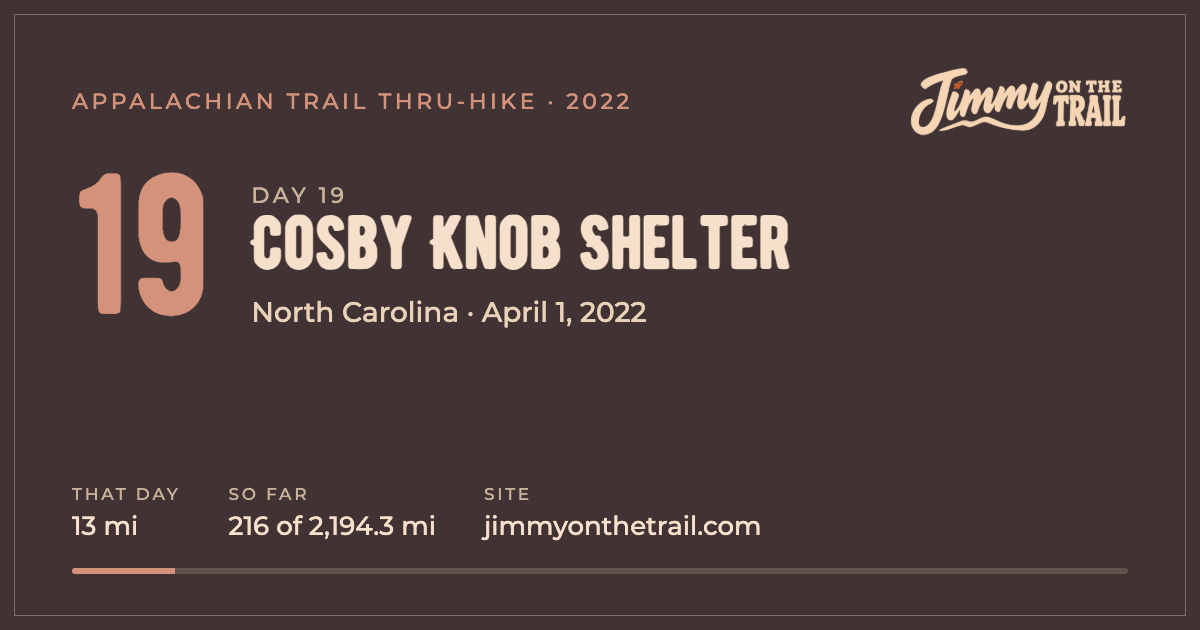 APPALACHIAN TRAIL THRU-HIKE · 2022
Jimmy ON THE TRAIL
19
DAY 19
COSBY KNOB SHELTER
North Carolina · April 1, 2022
THAT DAY
13 mi
SO FAR
216 of 2,194.3 mi
SITE
jimmyonthetrail.com